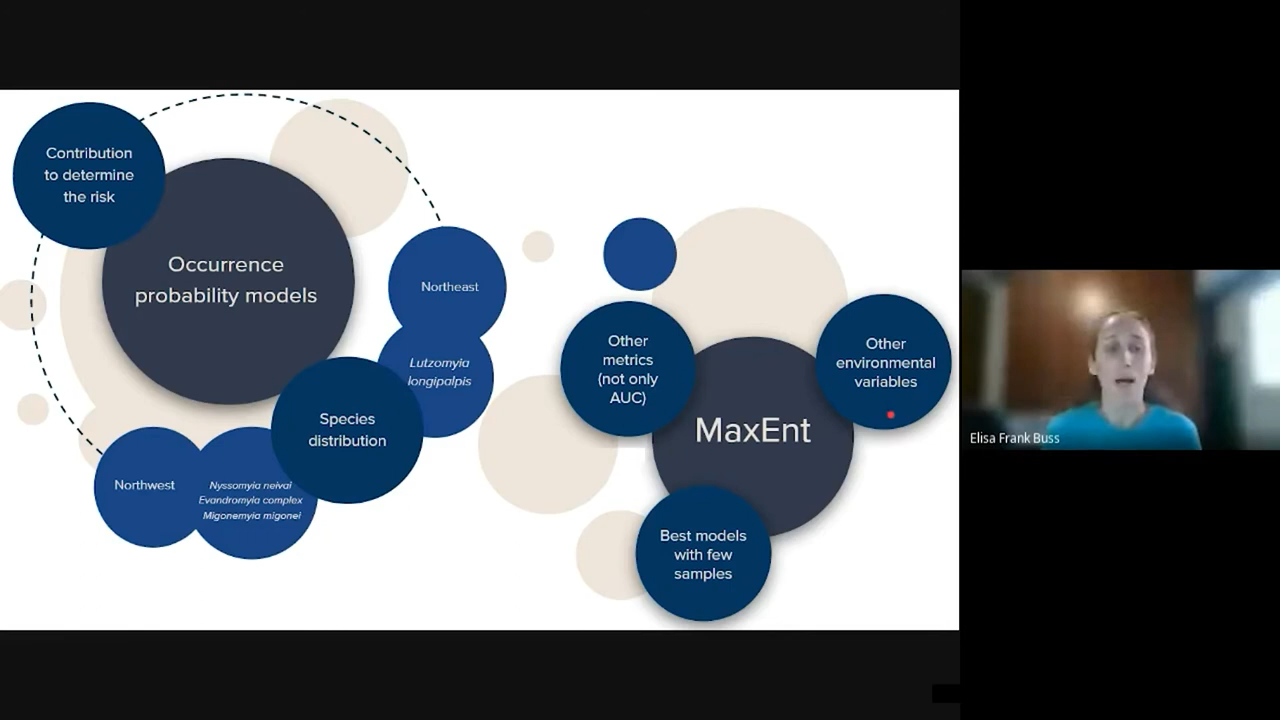 Contribution
to determine
the risk
Occurrence
probability models
Northeast
Lutzomyia
longipalpis
Species
distribution
Northwest
Nyssomyia neivai
Evandromyia complex
Migonemyia migonei
Other
metrics
(not only
AUC)
MaxEnt
Other
environmental
variables
Best models
with few
samples
Elisa Frank Buss